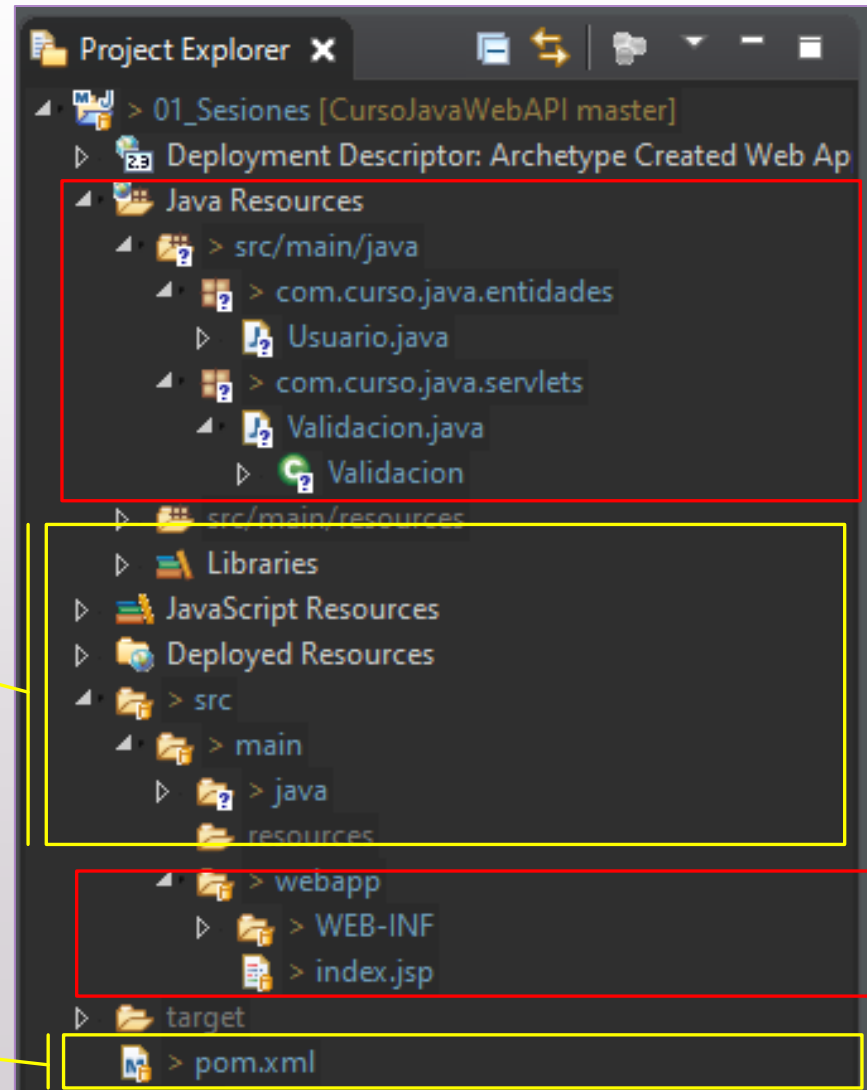 Project Explorer
> 01_Sesiones [CursoJavaWebAPI master]
2.3 Deployment Descriptor: Archetype Created Web Ap
Java Resources
> src/main/java
> com.curso.java.entidades
Usuario.java
> com.curso.java.servlets
Validacion.java
Validacion
src/main/resources
Libraries
JavaScript Resources
Deployed Resources
> src
> main
> java
resources
> webapp
> WEB-INF
> index.jsp
target
> pom.xml